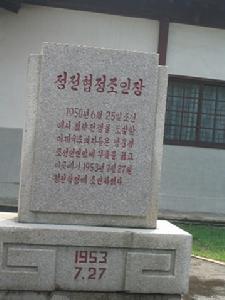 정전협정조인장
1950년 6월 25일 조선
에서 침략전쟁을 도발한
미제국주의자들은 영웅적
조선인민앞에 무릎을 꿇고
이곳에서 1953년 7월 27일
정전협정에 조인하였다
1953
7.27